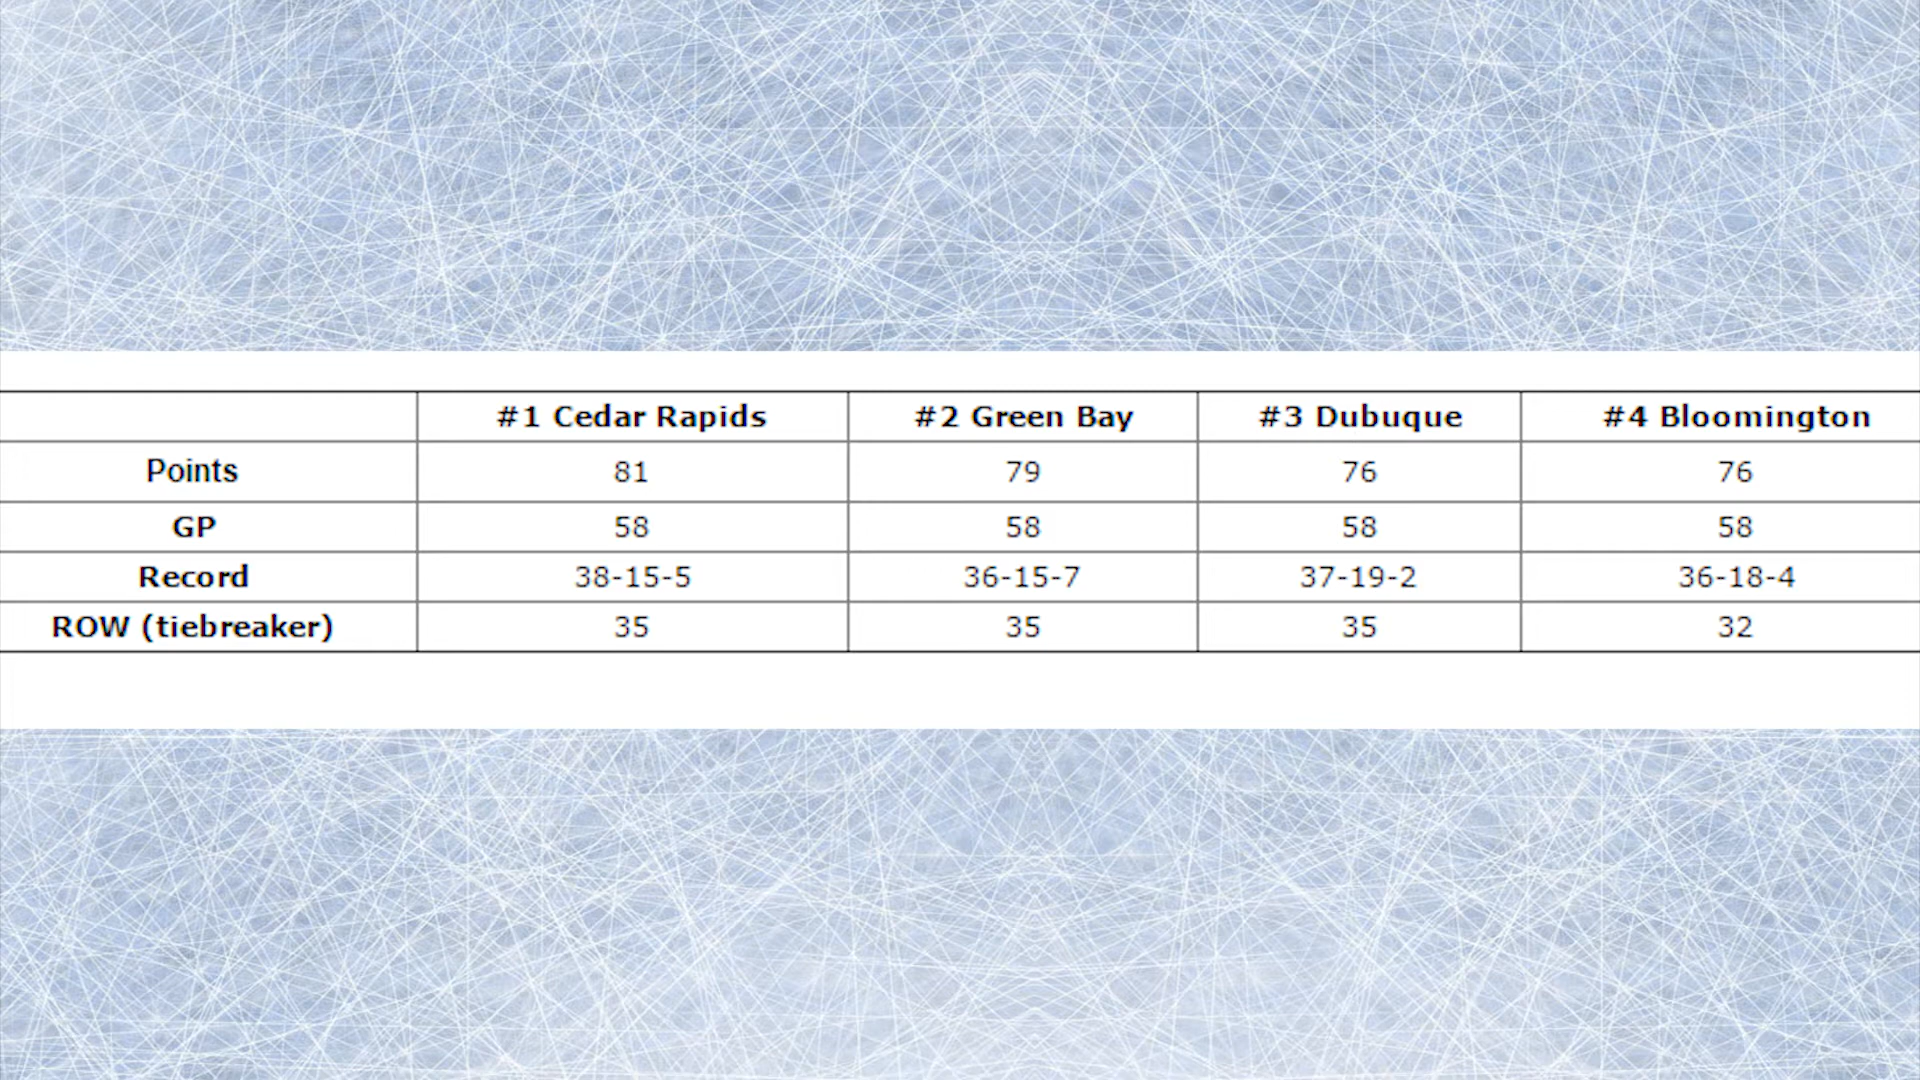 #1 Cedar Rapids #2 Green Bay #3 Dubuque #4 Bloomington
Points 81 79 76 76
GP 58 58 58 58
Record 38-15-5 36-15-7 37-19-2 36-18-4
ROW (tiebreaker) 35 35 35 32